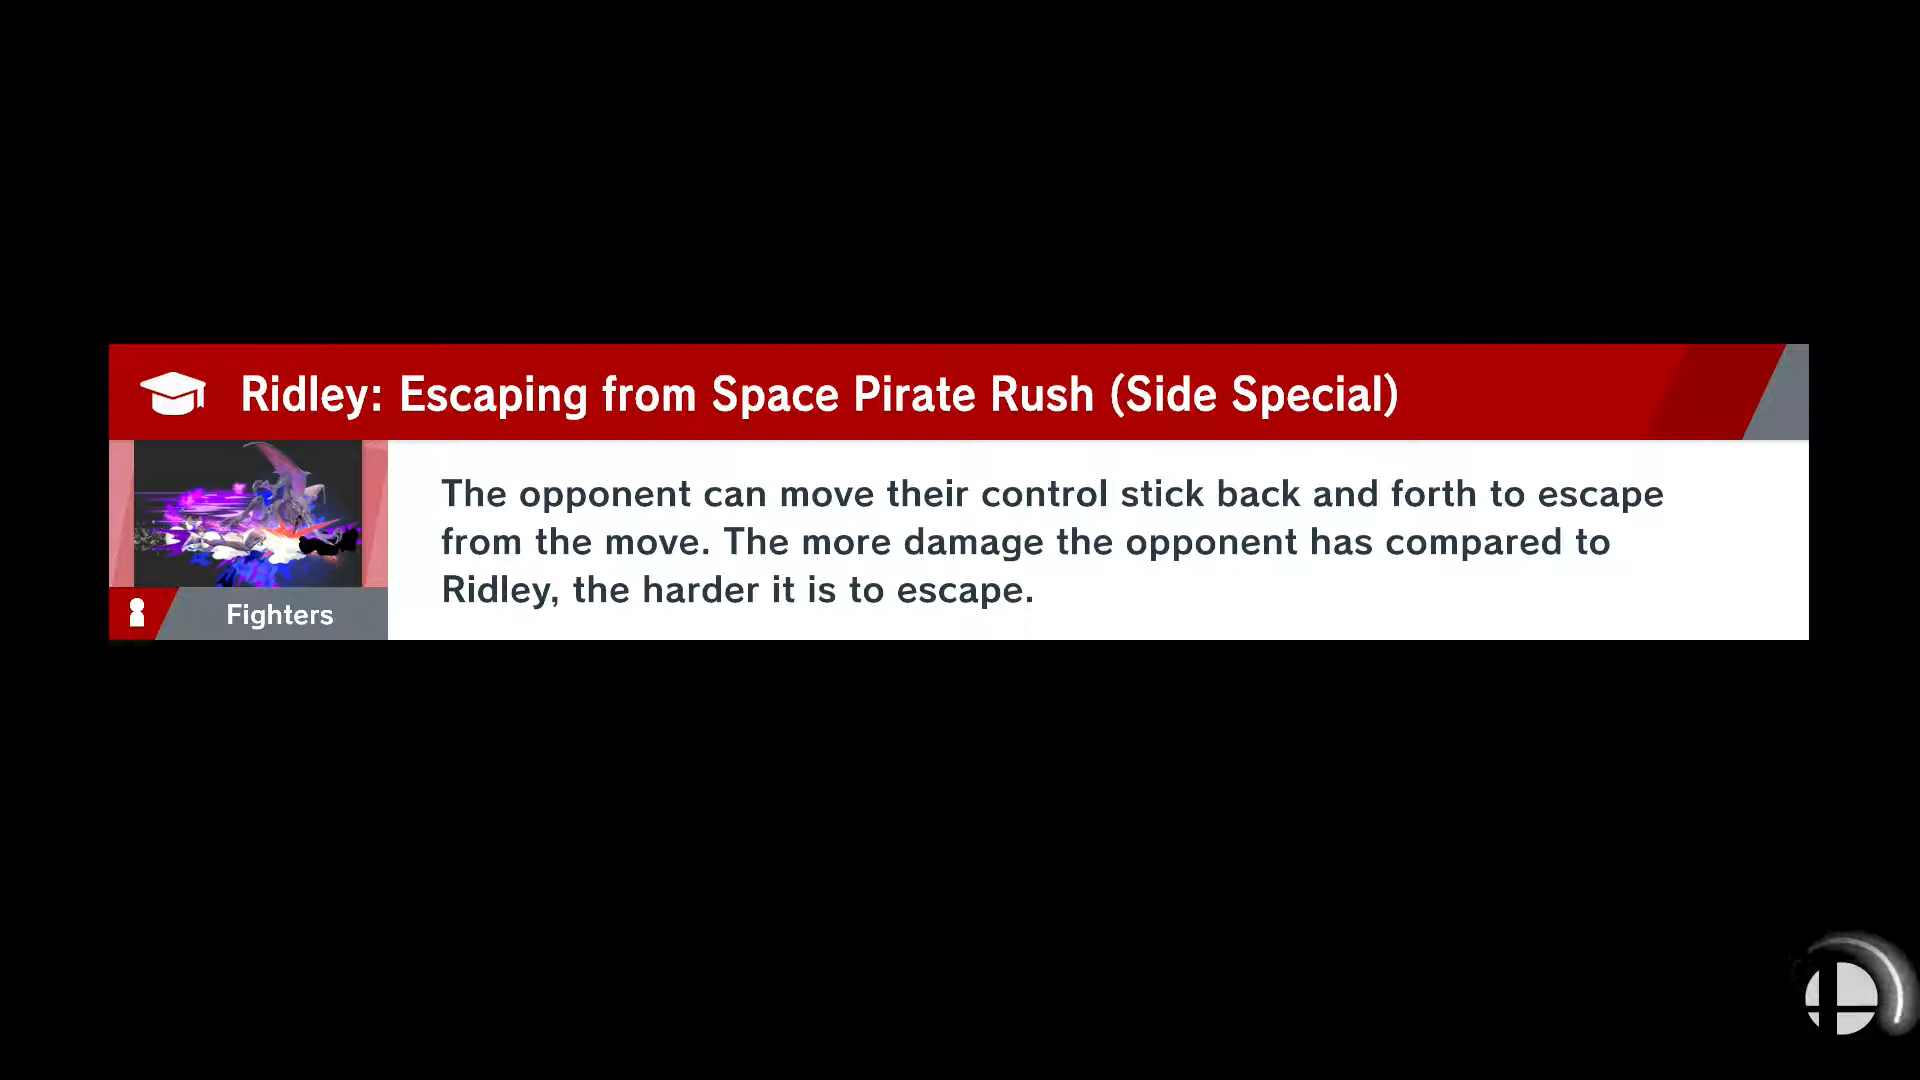 Ridley: Escaping from Space Pirate Rush (Side Special)
The opponent can move their control stick back and forth to escape
from the move. The more damage the opponent has compared to
Ridley, the harder it is to escape.
Fighters